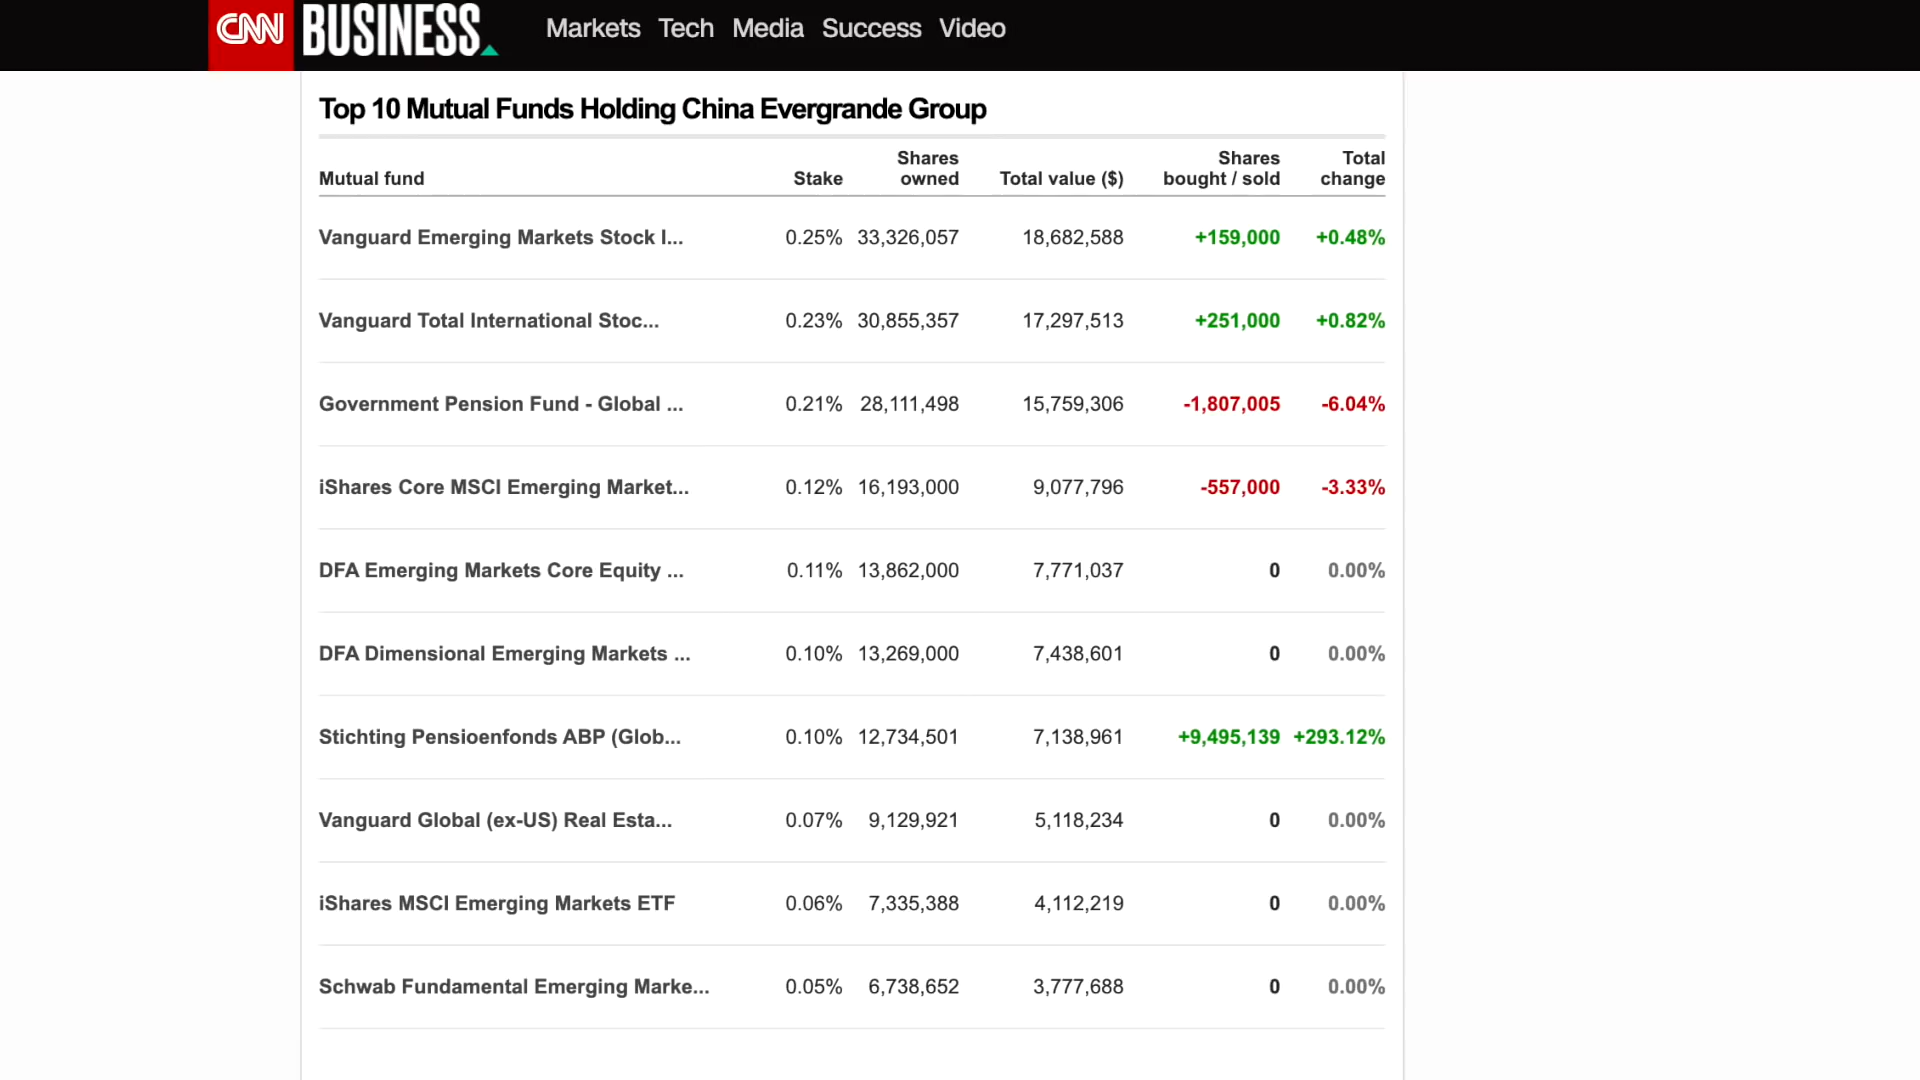 CNN BUSINESS Markets Tech Media Success Video
Top 10 Mutual Funds Holding China Evergrande Group
Mutual fund Stake Shares owned Total value ($) Shares bought / sold Total change
Vanguard Emerging Markets Stock I... 0.25% 33,326,057 18,682,588 +159,000 +0.48%
Vanguard Total International Stoc... 0.23% 30,855,357 17,297,513 +251,000 +0.82%
Government Pension Fund - Global ... 0.21% 28,111,498 15,759,306 -1,807,005 -6.04%
iShares Core MSCI Emerging Market... 0.12% 16,193,000 9,077,796 -557,000 -3.33%
DFA Emerging Markets Core Equity ... 0.11% 13,862,000 7,771,037 0 0.00%
DFA Dimensional Emerging Markets ... 0.10% 13,269,000 7,438,601 0 0.00%
Stichting Pensioenfonds ABP (Glob... 0.10% 12,734,501 7,138,961 +9,495,139 +293.12%
Vanguard Global (ex-US) Real Esta... 0.07% 9,129,921 5,118,234 0 0.00%
iShares MSCI Emerging Markets ETF 0.06% 7,335,388 4,112,219 0 0.00%
Schwab Fundamental Emerging Marke... 0.05% 6,738,652 3,777,688 0 0.00%